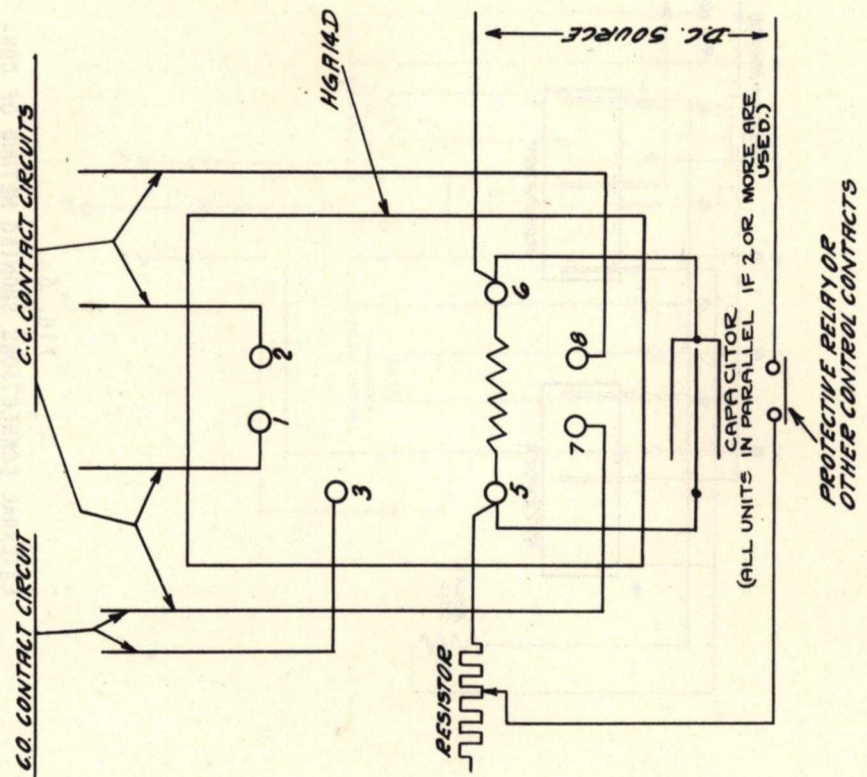 C.O. CONTACT CIRCUIT
C.C. CONTACT CIRCUITS
HGA14D
D.C. SOURCE
1
2
3
5
6
7
8
RESISTOR
CAPACITOR
(ALL UNITS IN PARALLEL IF 2 OR MORE ARE
USED.)
PROTECTIVE RELAY OR
OTHER CONTROL CONTACTS